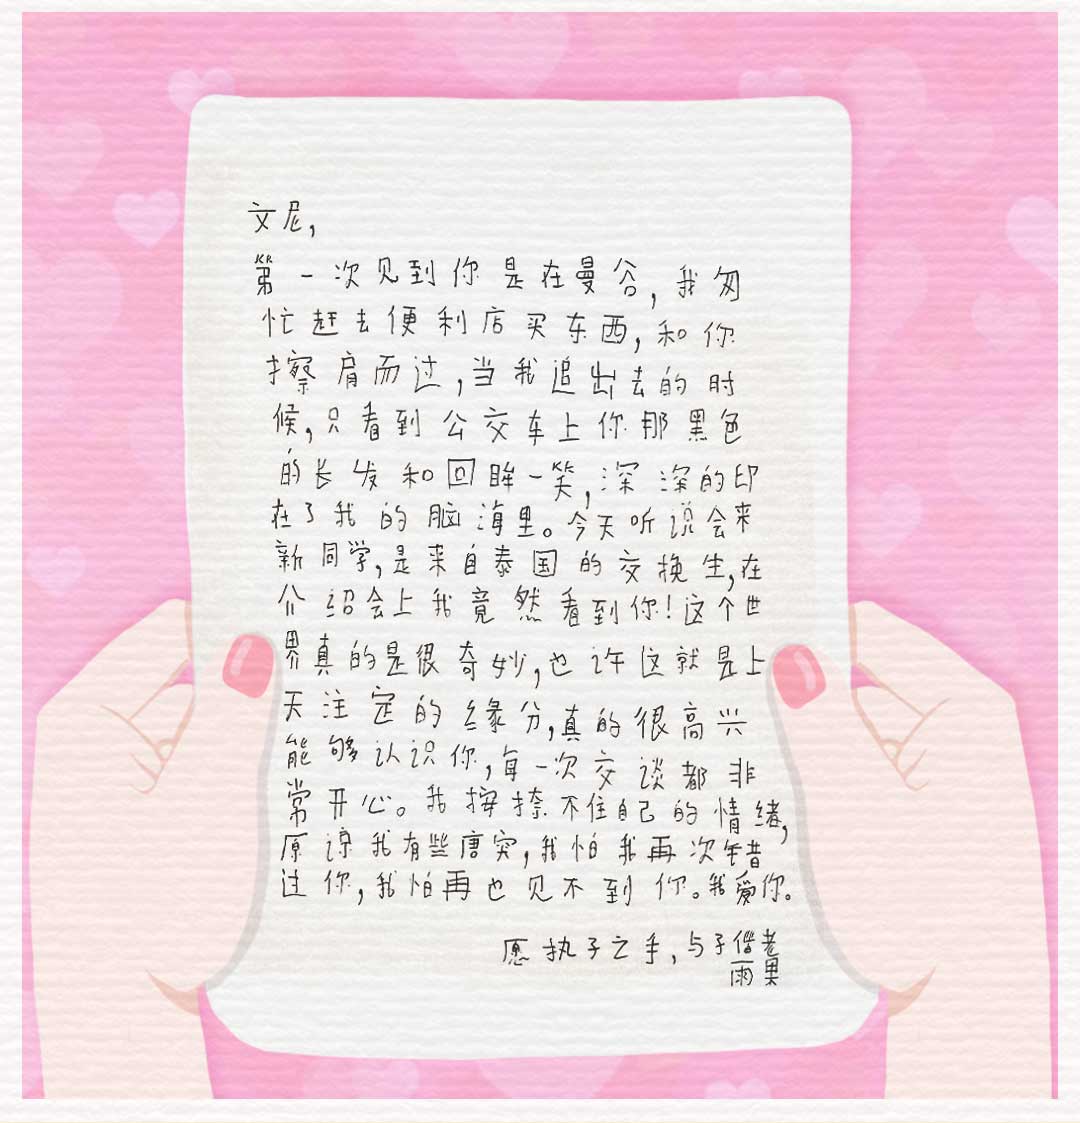 文尼,
第一次见到你是在曼谷,我匆
忙赶去便利店买东西,和你
擦肩而过,当我追出去的时
候,只看到公交车上你那黑色
的长发和回眸一笑,深深的印
在了我的脑海里。今天听说会来
新同学,是来自泰国的交换生,在
介绍会上我竟然看到你!这个世
界真的是很奇妙,也许这就是上
天注定的缘分,真的很高兴
能够认识你,每一次交谈都非
常开心。我按捺不住自己的情绪,
原谅我有些唐突,我怕我再次错
过你,我怕再也见不到你。我爱你。
愿执子之手,与子偕老
雨果